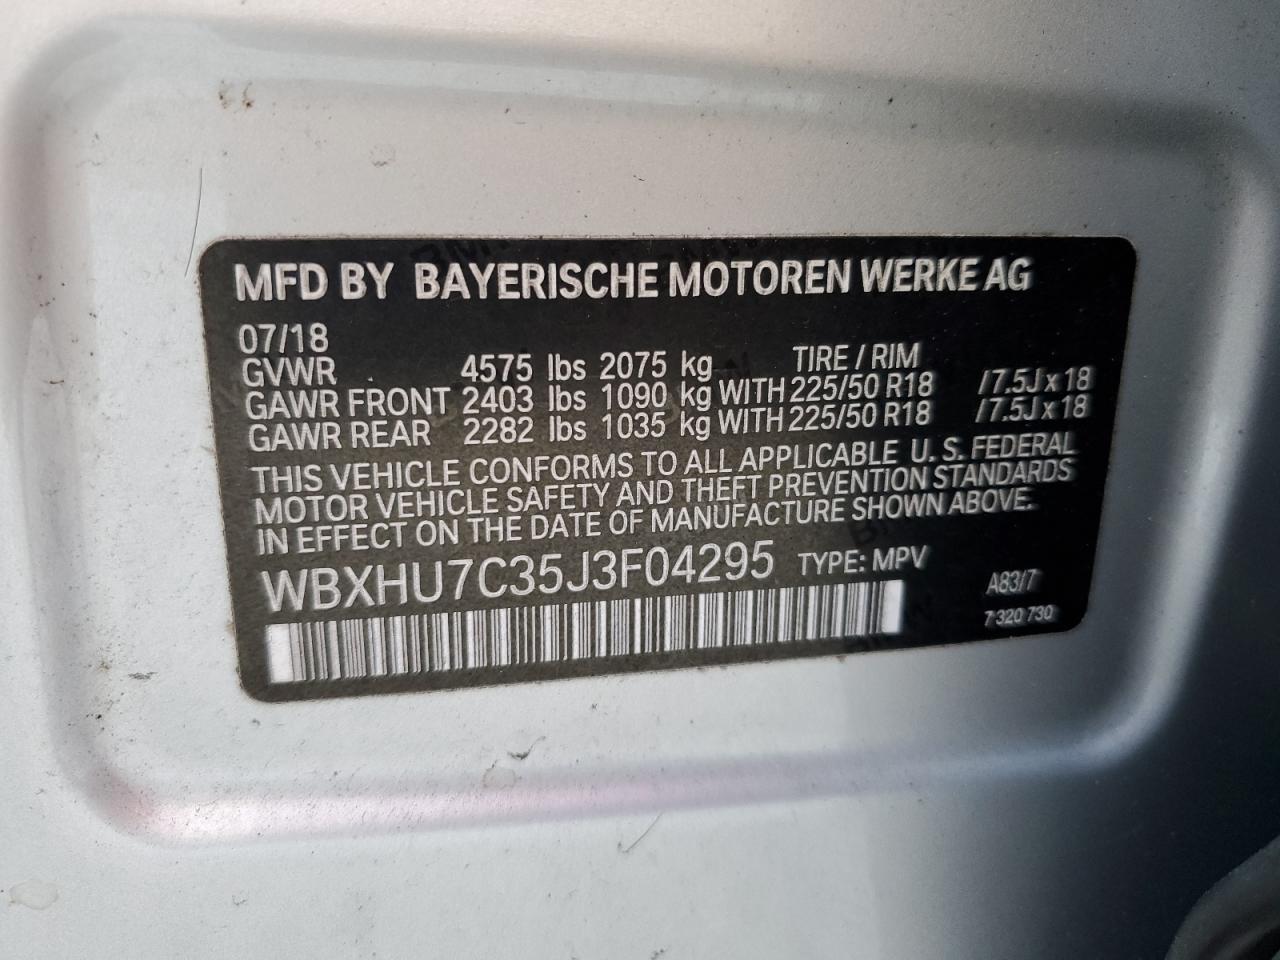 MFD BY BAYERISCHE MOTOREN WERKE AG
07/18
GVWR 4575 lbs 2075 kg TIRE / RIM
GAWR FRONT 2403 lbs 1090 kg WITH 225/50 R18 /7.5J x 18
GAWR REAR 2282 lbs 1035 kg WITH 225/50 R18 /7.5J x 18
THIS VEHICLE CONFORMS TO ALL APPLICABLE U. S. FEDERAL
MOTOR VEHICLE SAFETY AND THEFT PREVENTION STANDARDS
IN EFFECT ON THE DATE OF MANUFACTURE SHOWN ABOVE.
WBXHU7C35J3F04295 TYPE: MPV
A83/7
7 320 730